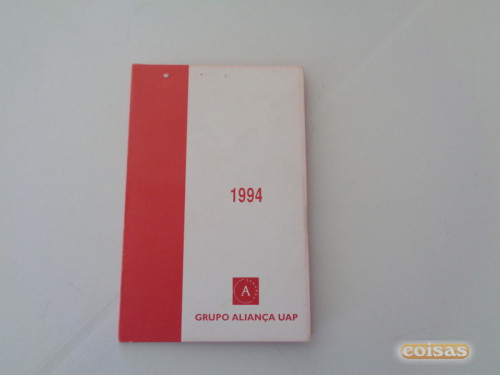 1994
A
GRUPO ALIANÇA UAP
coisas